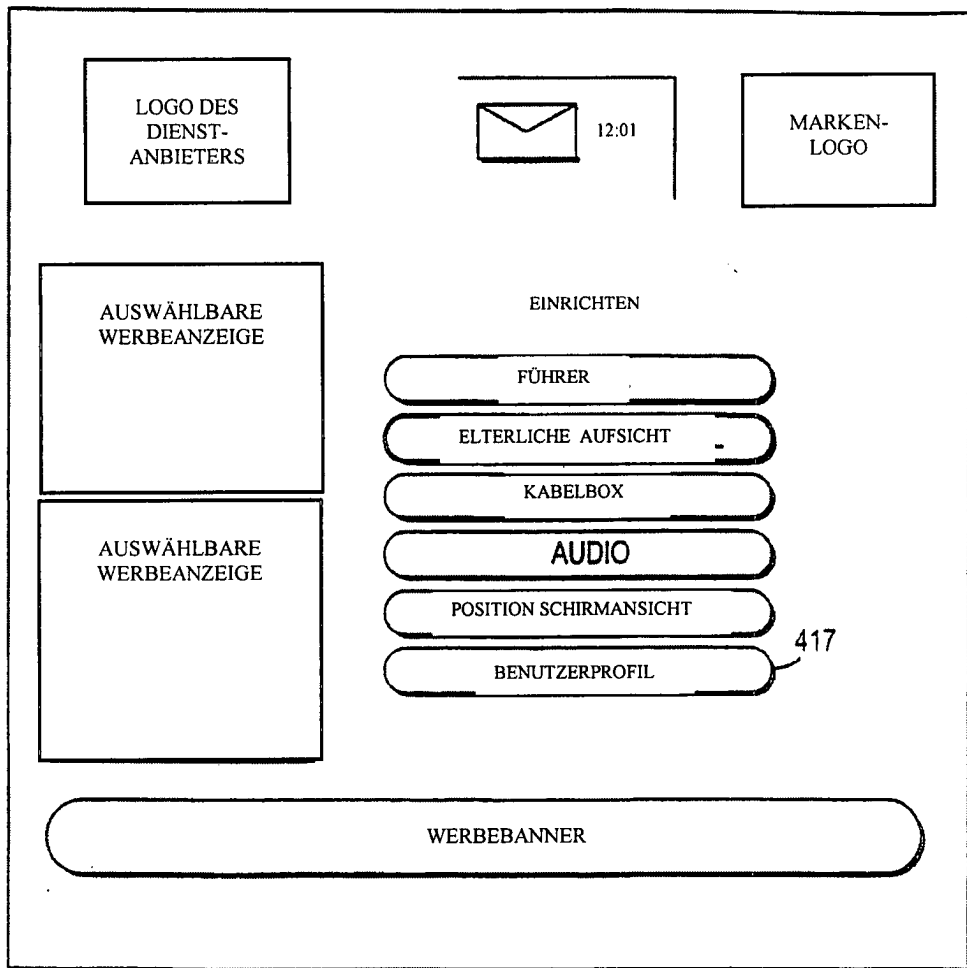 LOGO DES
DIENST-
ANBIETERS
12:01
MARKEN-
LOGO
AUSWÄHLBARE
WERBEANZEIGE
EINRICHTEN
FÜHRER
ELTERLICHE AUFSICHT
KABELBOX
AUDIO
AUSWÄHLBARE
WERBEANZEIGE
POSITION SCHIRMANSICHT
417
BENUTZERPROFIL
WERBEBANNER